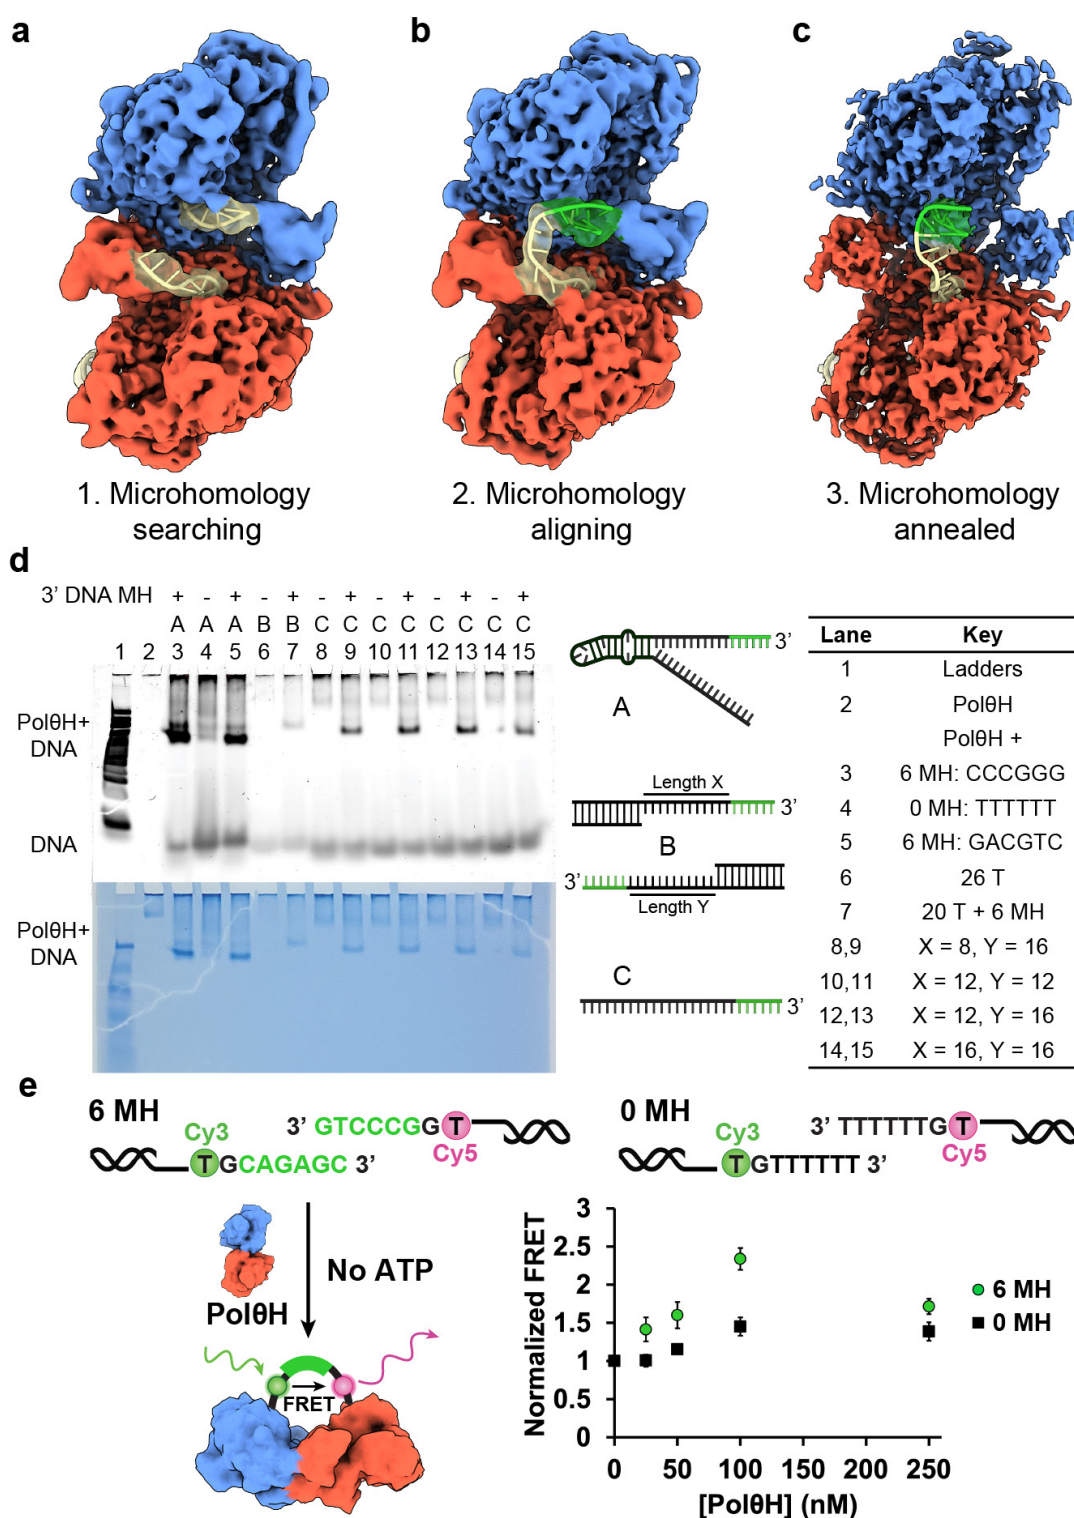 a
b
c
1. Microhomology
searching
2. Microhomology
aligning
3. Microhomology
annealed
d
3' DNA MH + - + - + - + - + - + - +
A A A B B C C C C C C C C
1 2 3 4 5 6 7 8 9 10 11 12 13 14 15
PolθH+
DNA
DNA
PolθH+
DNA
3'
A
Length X
3'
B
3'
Length Y
C
3'
Lane Key
1 Ladders
2 PolθH
PolθH +
3 6 MH: CCCGGG
4 0 MH: TTTTTT
5 6 MH: GACGTC
6 26 T
7 20 T + 6 MH
8,9 X = 8, Y = 16
10,11 X = 12, Y = 12
12,13 X = 12, Y = 16
14,15 X = 16, Y = 16
e
6 MH
3' GTCCCGGT
Cy3
Cy5
TGCAGAGC 3'
0 MH
3' TTTTTTGT
Cy3
Cy5
TGTTTTTT 3'
PolθH
No ATP
FRET
Normalized FRET
3
2.5
2
1.5
1
0.5
0
0 50 100 150 200 250
[PolθH] (nM)
6 MH
0 MH